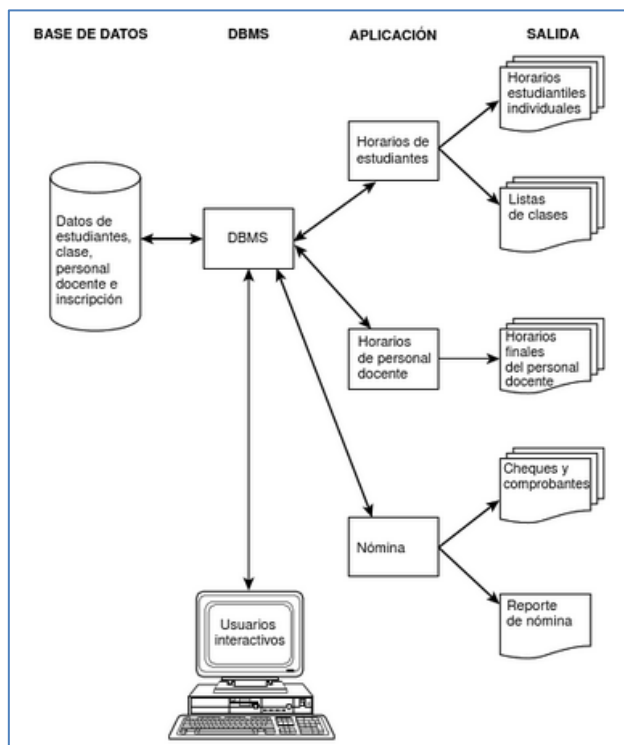 BASE DE DATOS
DBMS
APLICACIÓN
SALIDA
Horarios
estudiantiles
individuales
Horarios de
estudiantes
Listas
de clases
Datos de
estudiantes,
clase,
personal
docente e
inscripción
DBMS
Horarios
de personal
docente
Horarios
finales
del personal
docente
Cheques y
comprobantes
Nómina
Reporte
de nómina
Usuarios
interactivos